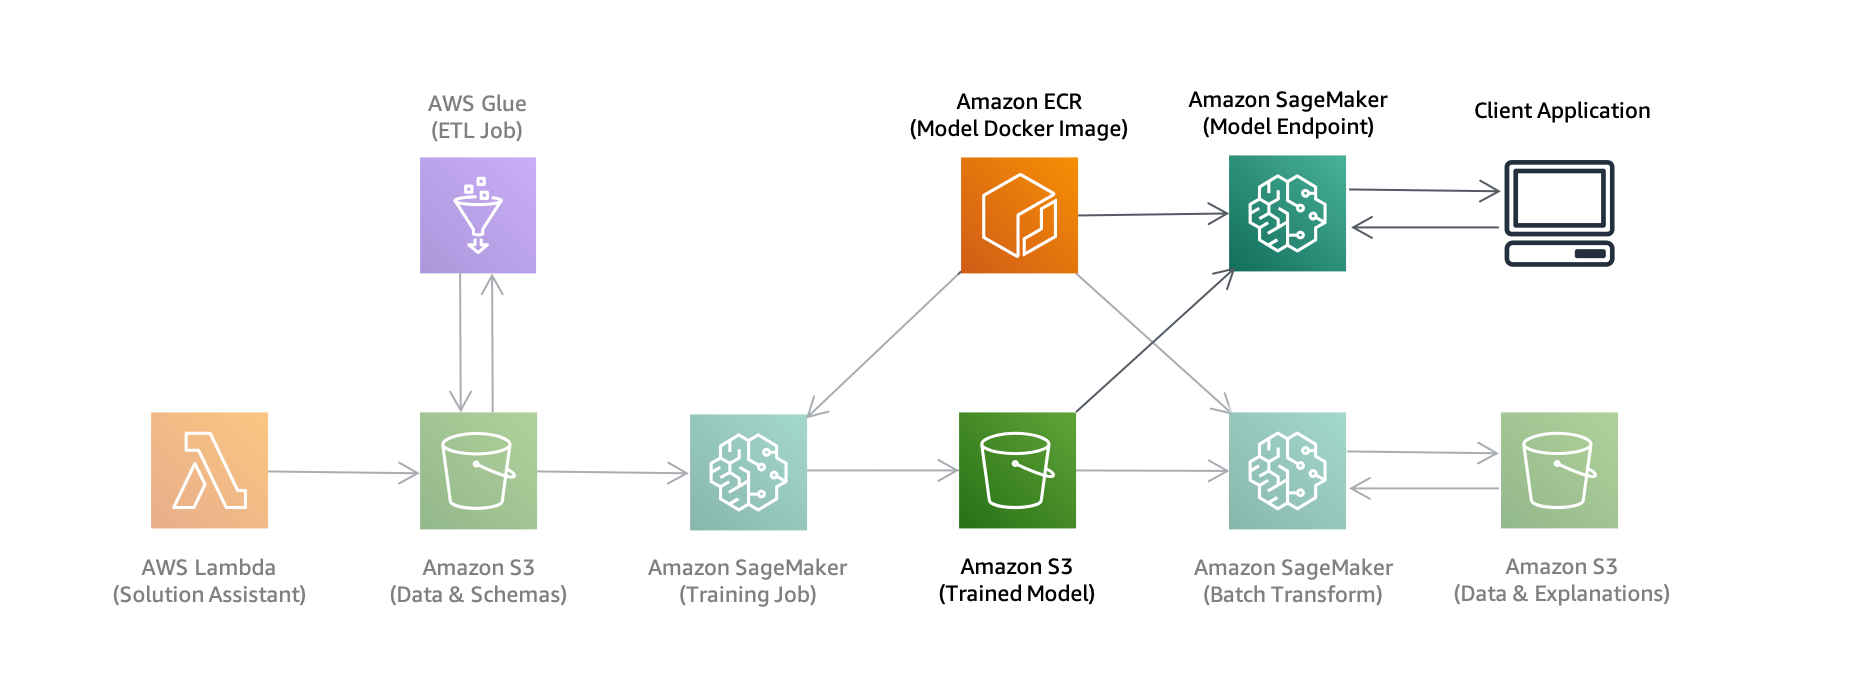 AWS Glue
(ETL Job)
Amazon ECR
(Model Docker Image)
Amazon SageMaker
(Model Endpoint)
Client Application
AWS Lambda
(Solution Assistant)
Amazon S3
(Data & Schemas)
Amazon SageMaker
(Training Job)
Amazon S3
(Trained Model)
Amazon SageMaker
(Batch Transform)
Amazon S3
(Data & Explanations)